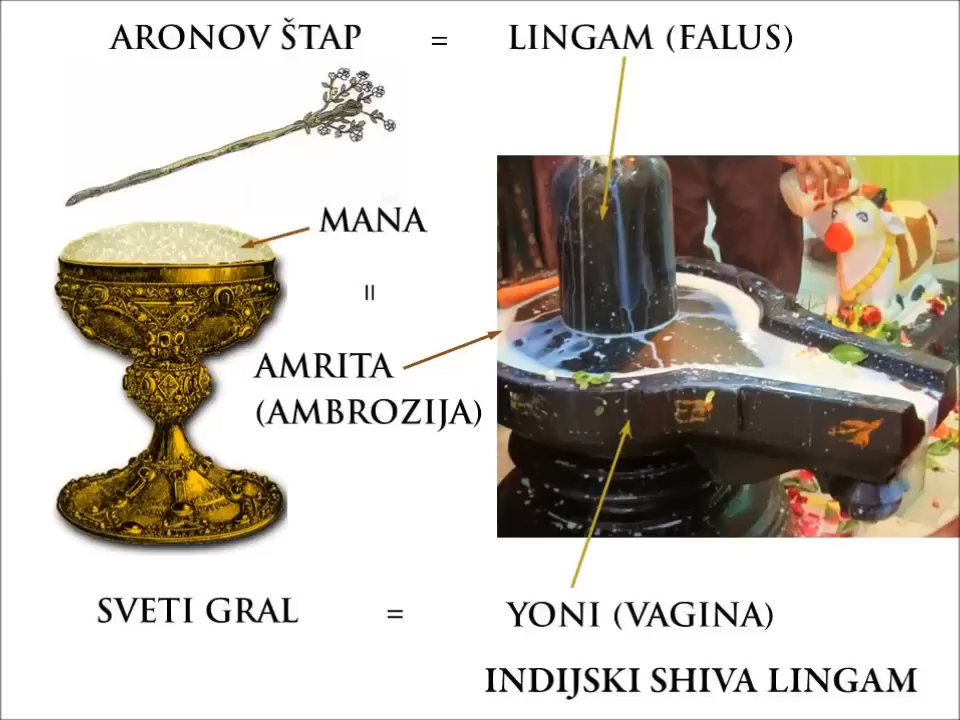 ARONOV ŠTAP = LINGAM (FALUS)
MANA
=
AMRITA
(AMBROZIJA)
SVETI GRAL = YONI (VAGINA)
INDIJSKI SHIVA LINGAM